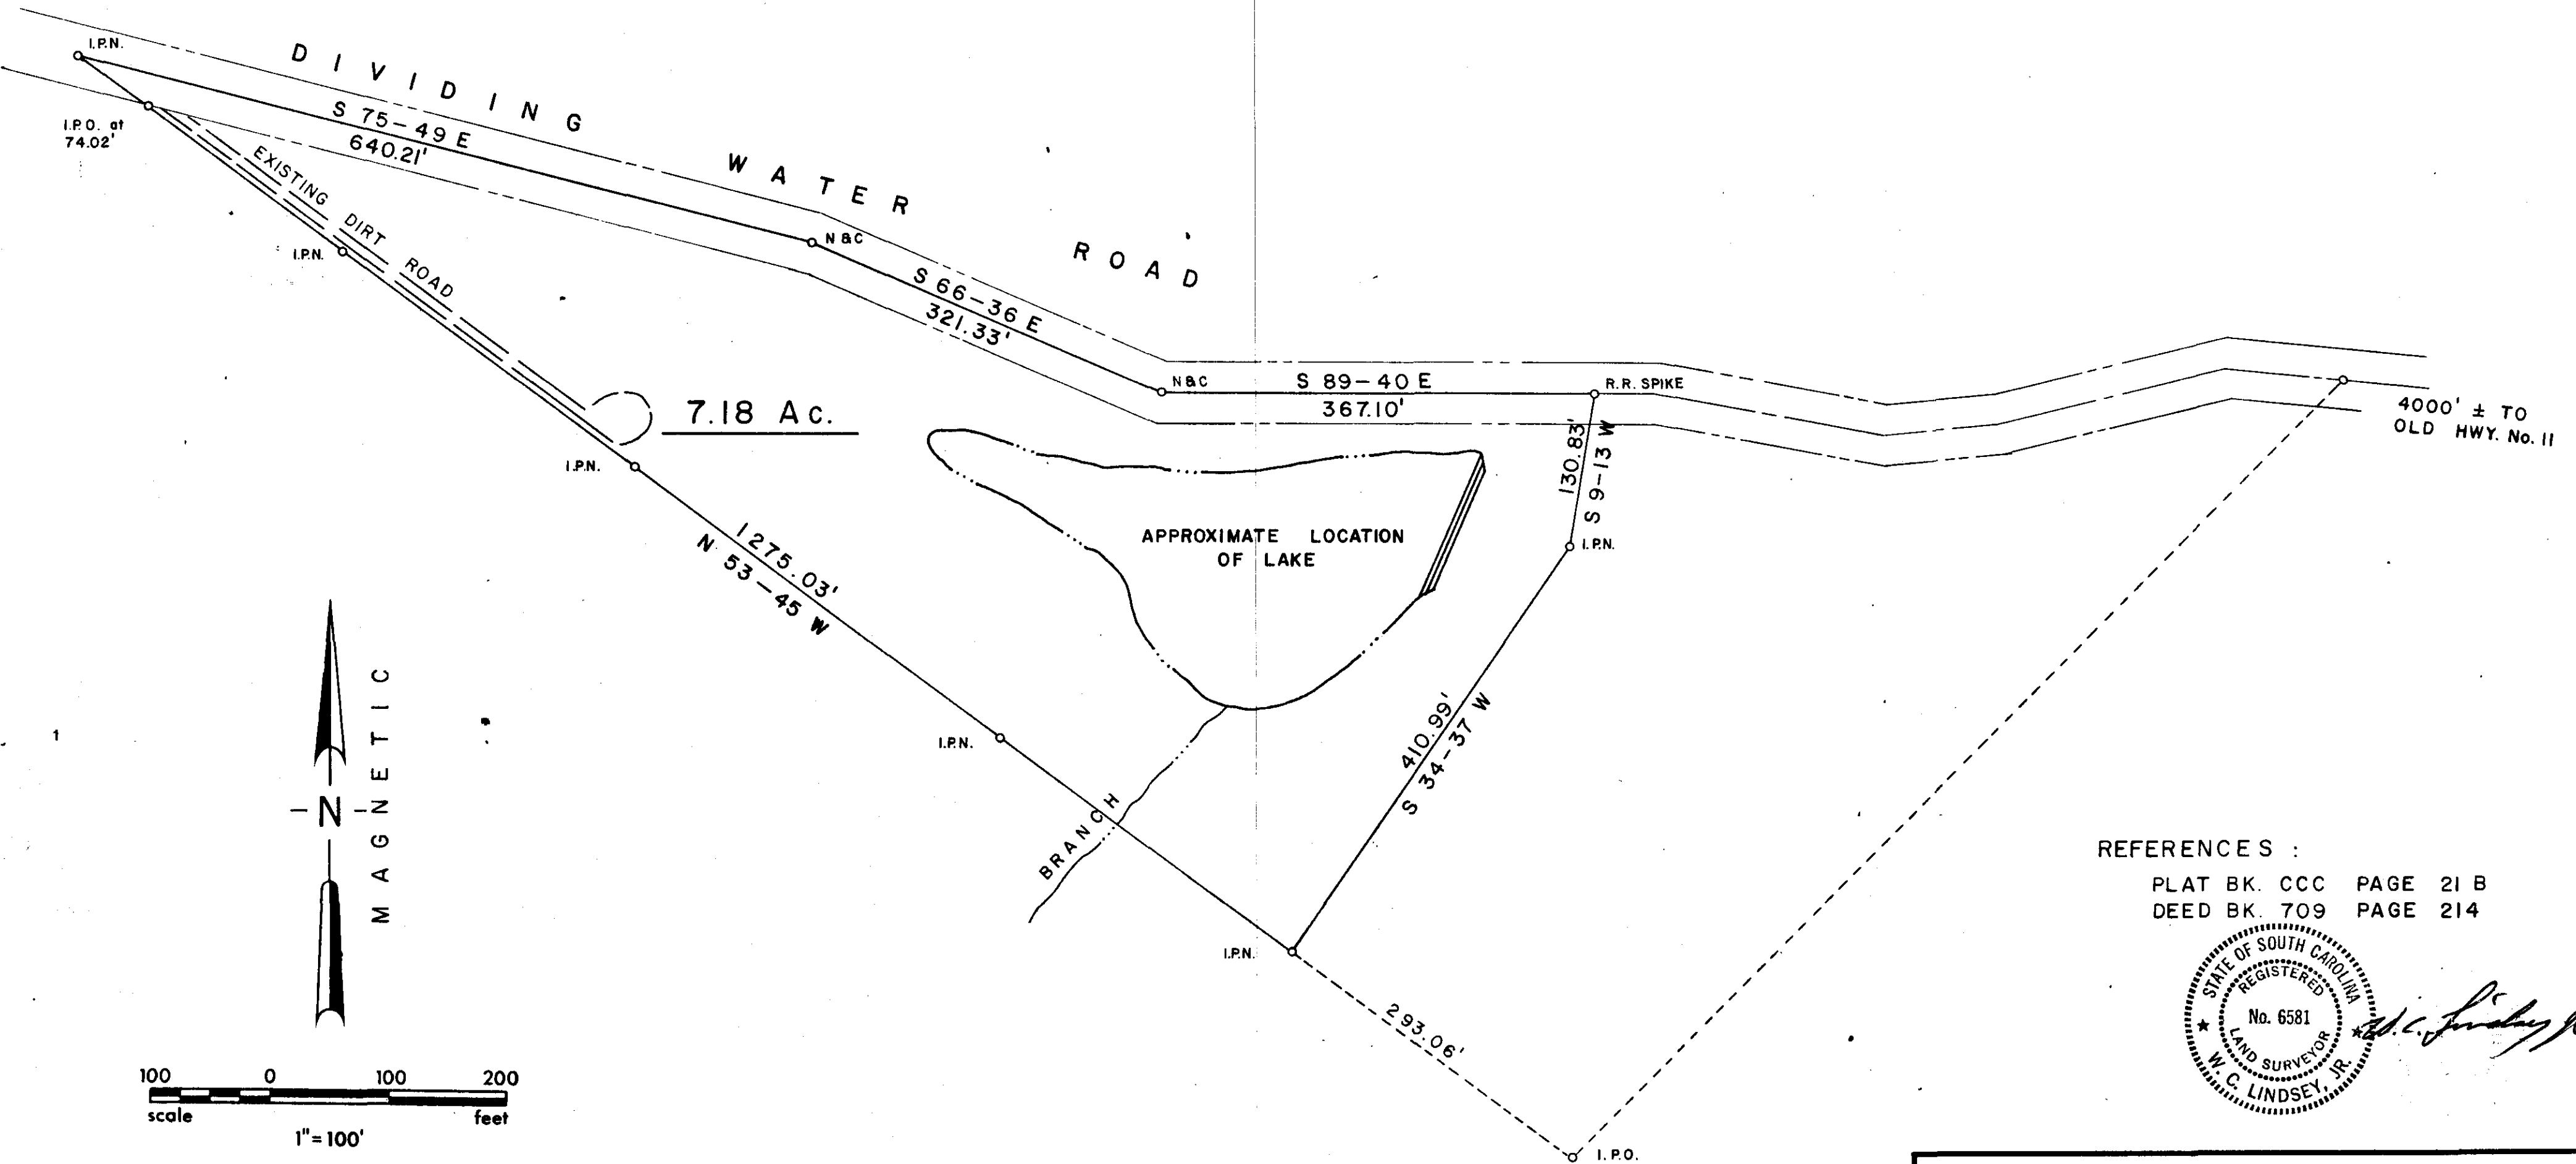 I.P.N.
DIVIDING WATER ROAD
I.P.O. at
74.02'
S 75-49 E
640.21'
EXISTING DIRT ROAD
I.P.N.
N&C
S 66-36 E
321.33'
N&C
S 89-40 E
367.10'
R.R. SPIKE
4000' ± TO
OLD HWY. No. 11
7.18 Ac.
I.P.N.
130.83'
S 9-13 W
I.P.N.
APPROXIMATE LOCATION
OF LAKE
1275.03'
N 53-45 W
410.99'
S 34-37 W
I.P.N.
BRANCH
I.P.N.
293.06'
I.P.O.
-N-
MAGNETIC
100 0 100 200
scale feet
1"=100'
REFERENCES :
PLAT BK. CCC PAGE 21 B
DEED BK. 709 PAGE 214
STATE OF SOUTH CAROLINA
REGISTERED
No. 6581
LAND SURVEYOR
W. C. LINDSEY, JR.
W. C. Lindsey Jr